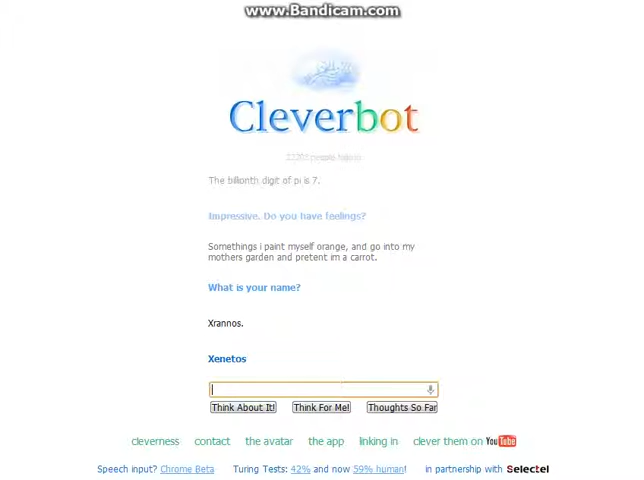 www.Bandicam.com
Cleverbot
The billionth digit of pi is 7.
Impressive. Do you have feelings?
Somethings i paint myself orange, and go into my
mothers garden and pretent im a carrot.
What is your name?
Xrannos.
Xenetos
Think About It! Think For Me! Thoughts So Far
cleverness contact the avatar the app linking in clever them on YouTube
Speech input? Chrome Beta Turing Tests: 42% and now 59% human! in partnership with Selectel